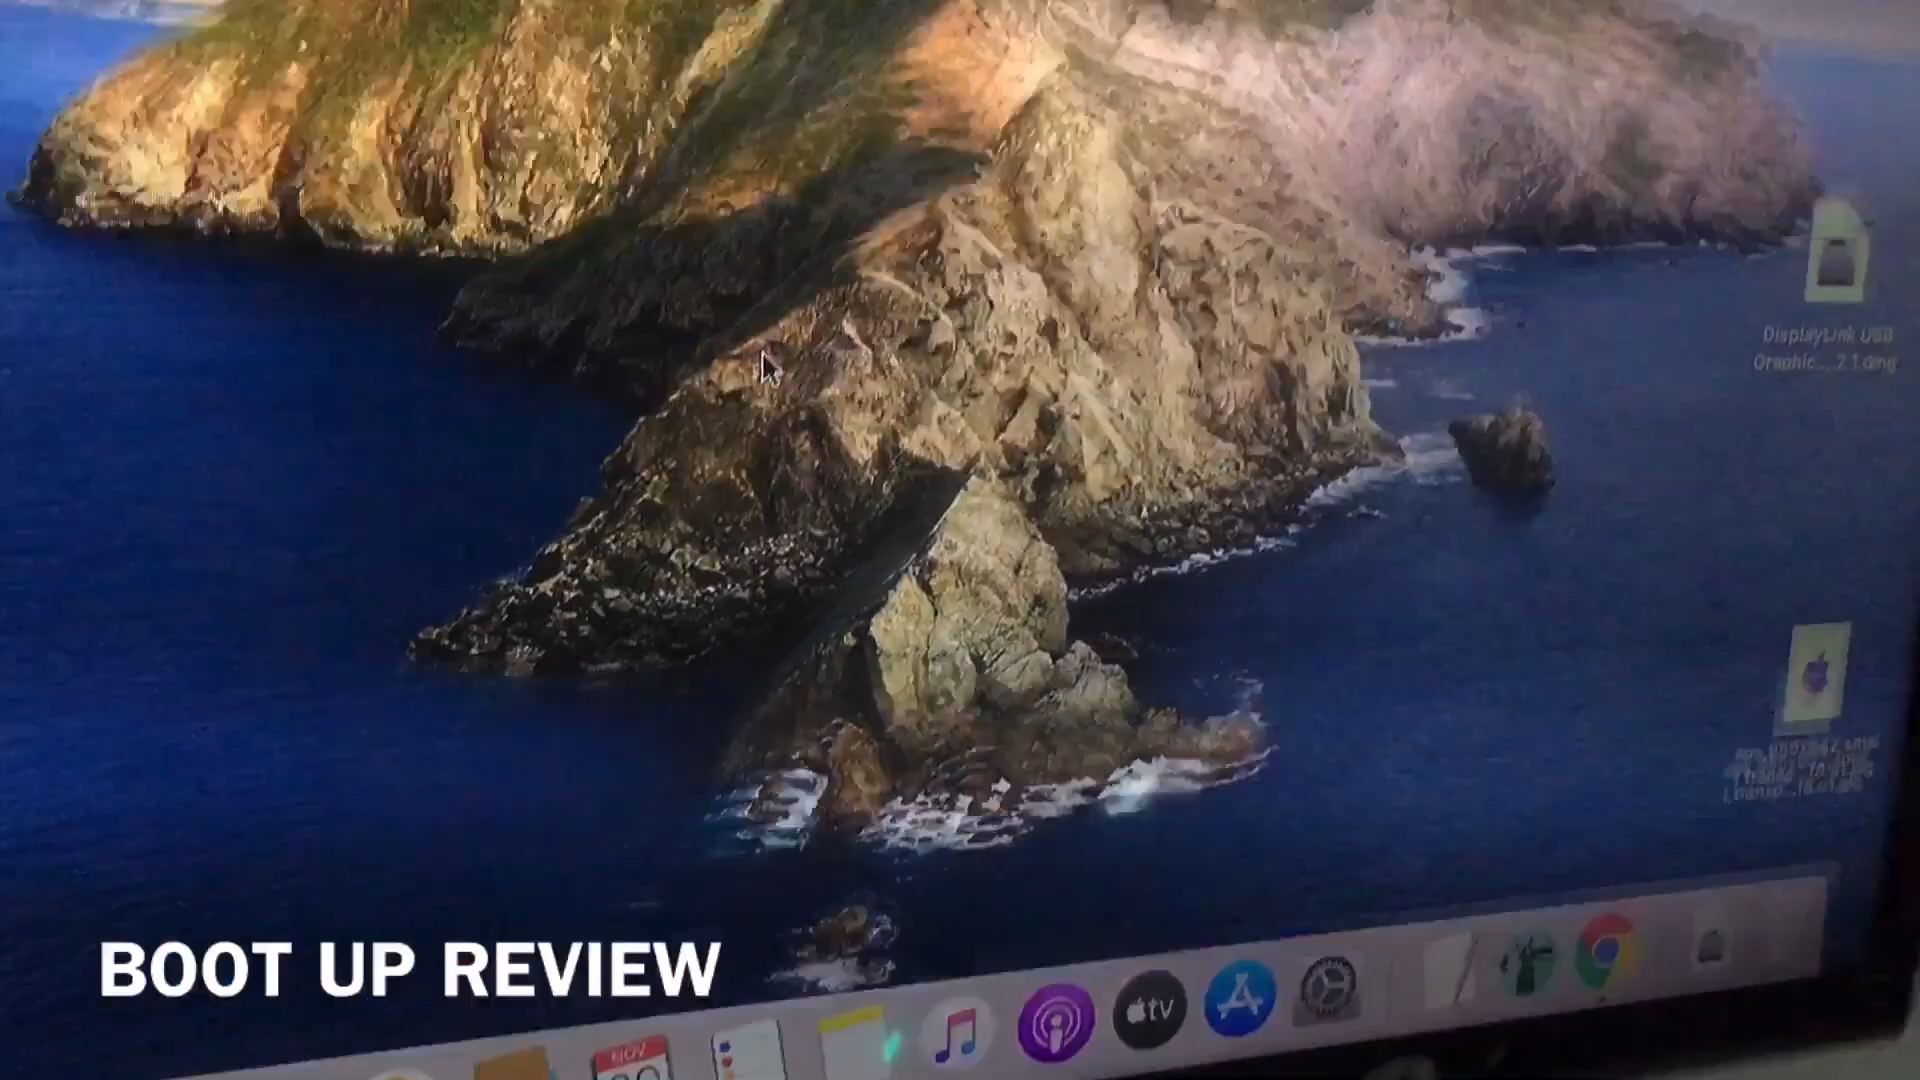 DisplayLink USB
Graphic....2 1.dmg
BOOT UP REVIEW
tv
NOV